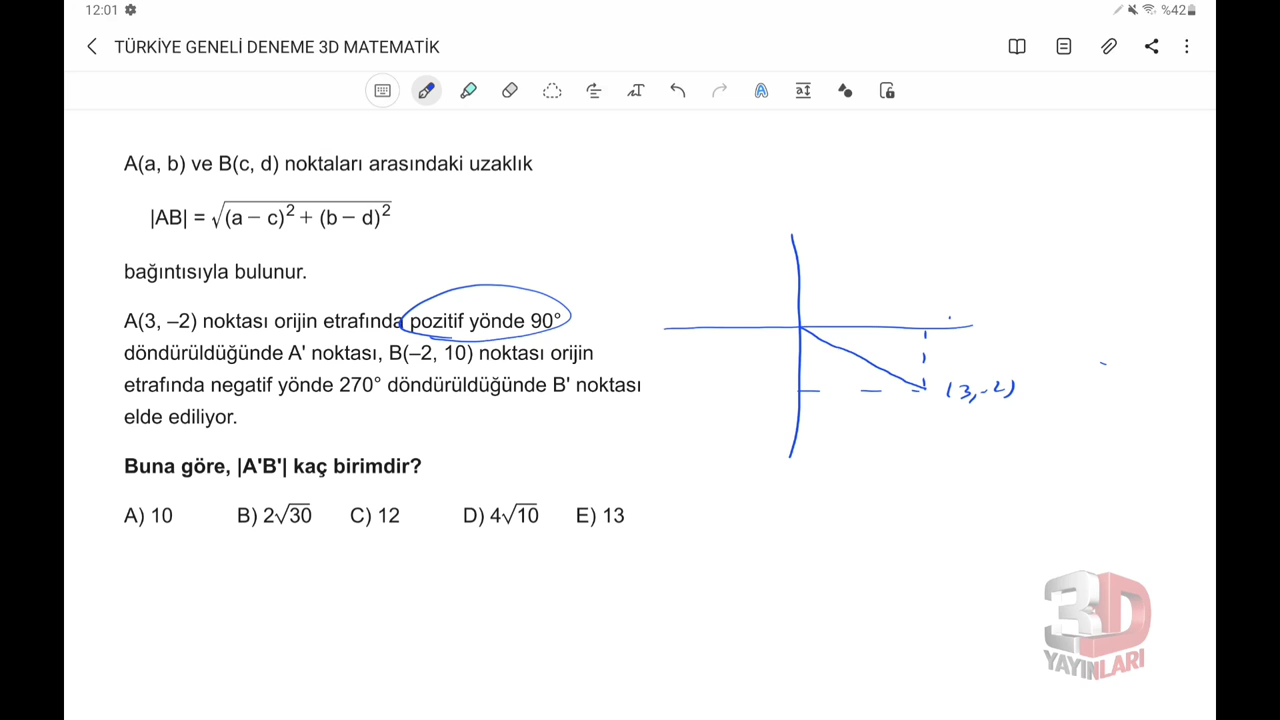 12:01
%42
TÜRKİYE GENELİ DENEME 3D MATEMATİK
A(a, b) ve B(c, d) noktaları arasındaki uzaklık
|AB| = √(a − c)² + (b − d)²
bağıntısıyla bulunur.
A(3, –2) noktası orijin etrafında pozitif yönde 90°
döndürüldüğünde A' noktası, B(–2, 10) noktası orijin
etrafında negatif yönde 270° döndürüldüğünde B' noktası
elde ediliyor.
(3,-2)
Buna göre, |A'B'| kaç birimdir?
A) 10 B) 2√30 C) 12 D) 4√10 E) 13
3D
YAYINLARI